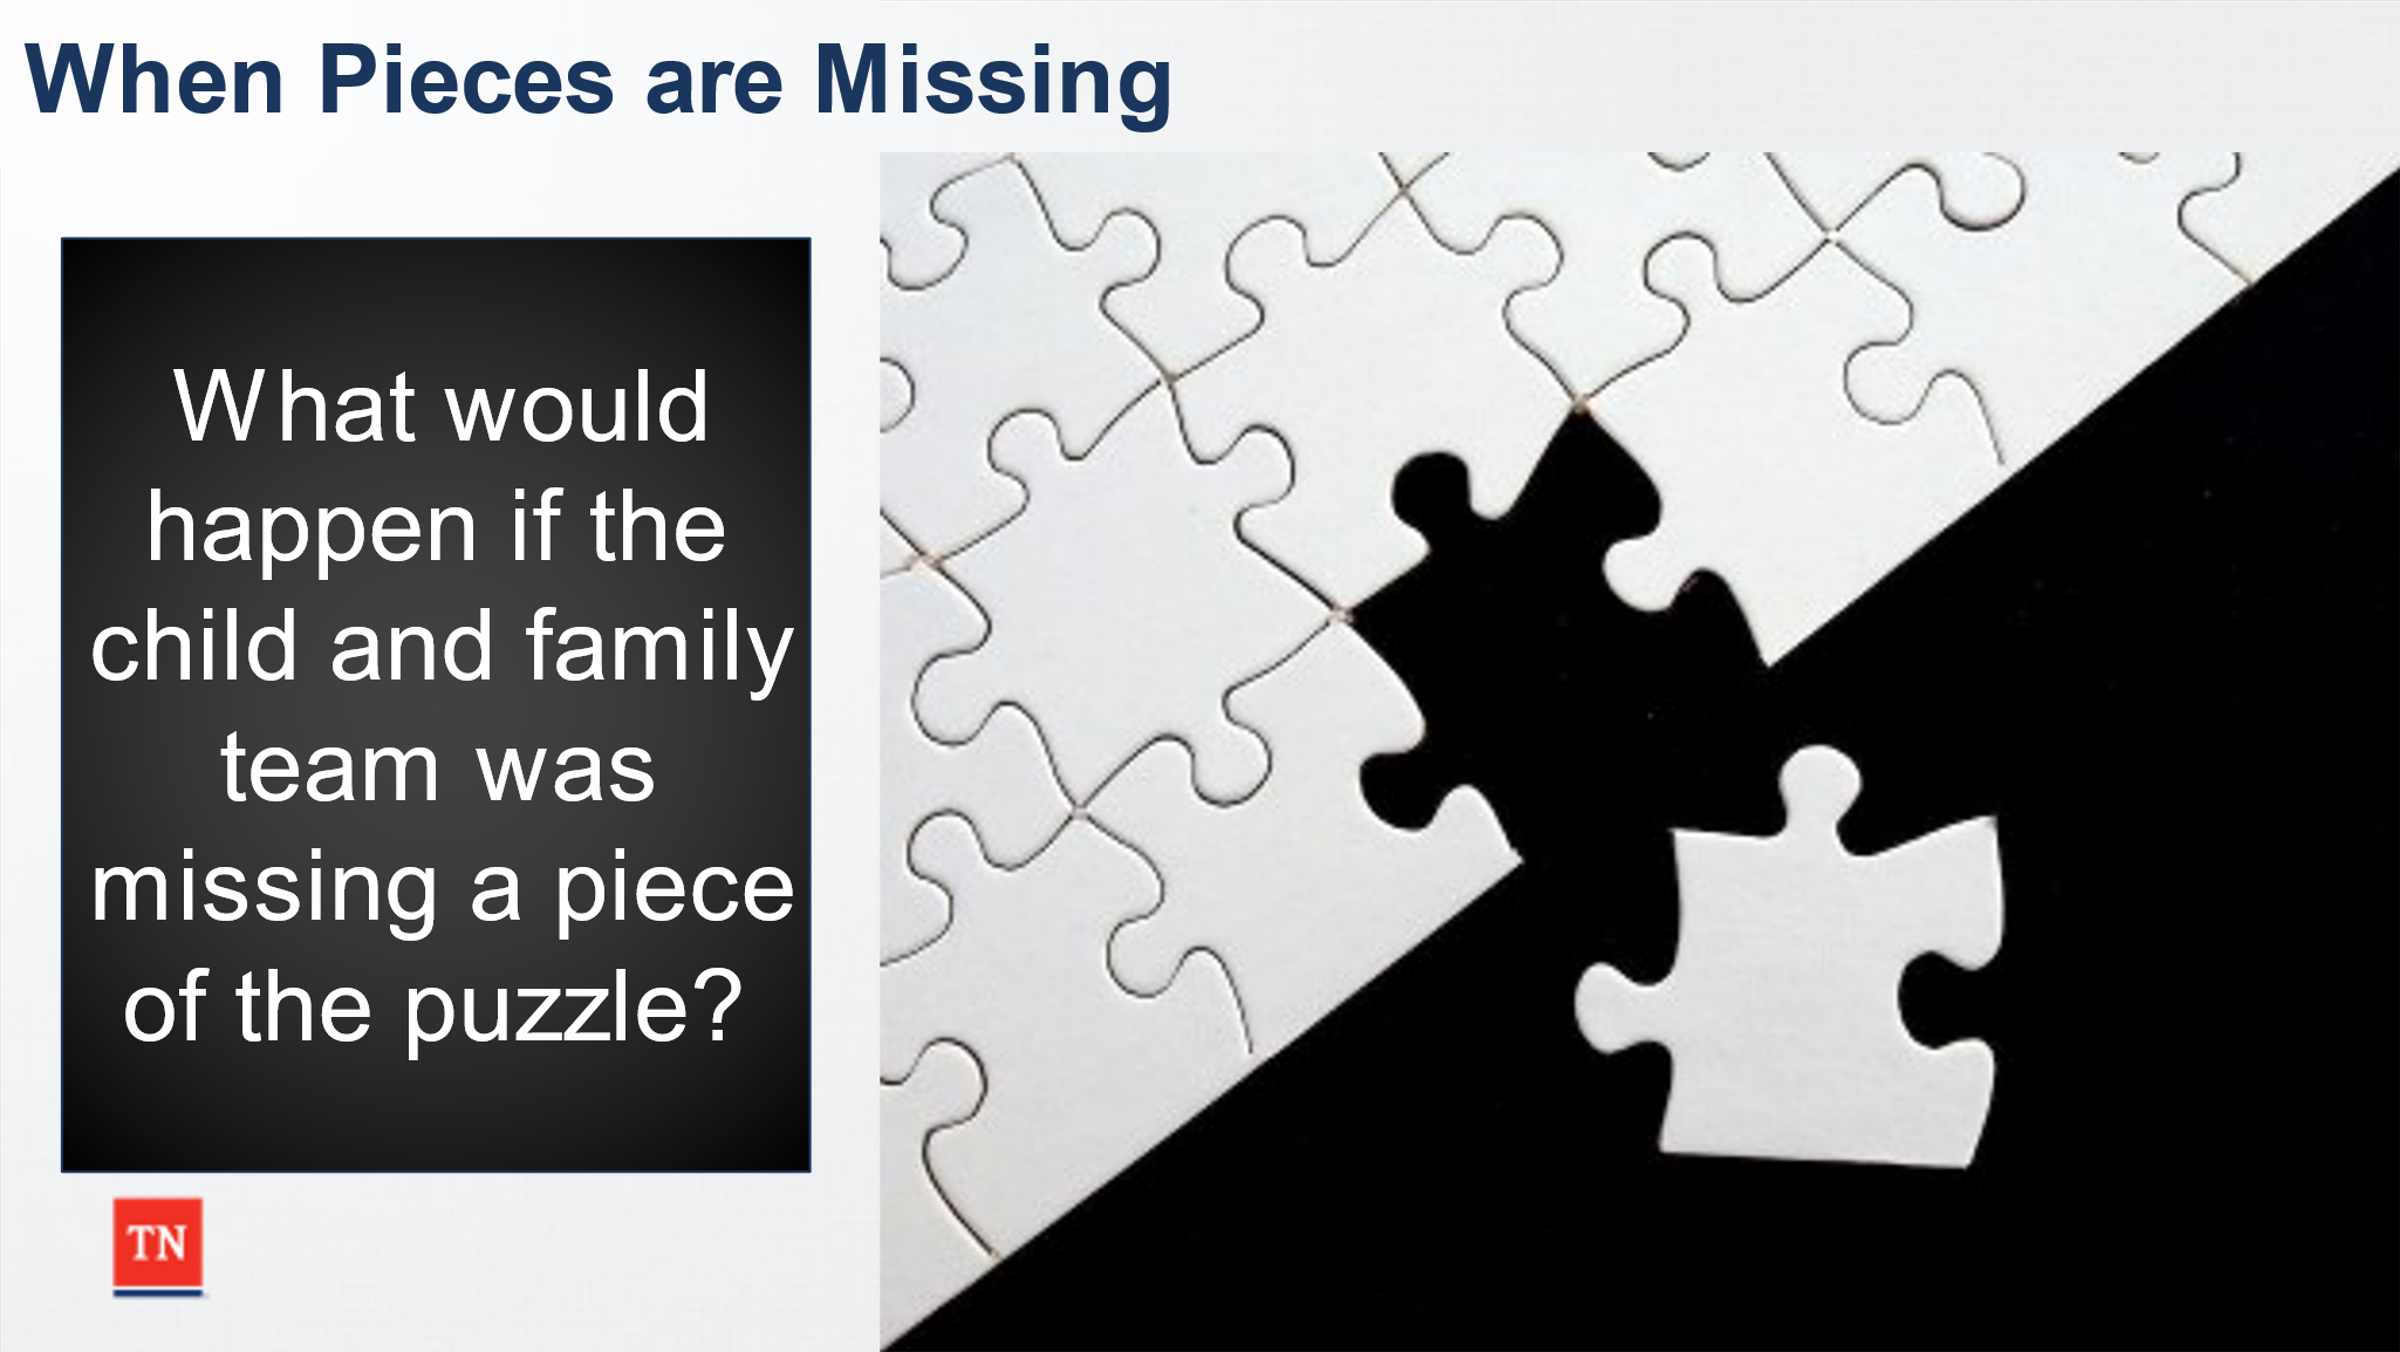 When Pieces are Missing
What would
happen if the
child and family
team was
missing a piece
of the puzzle?
TN